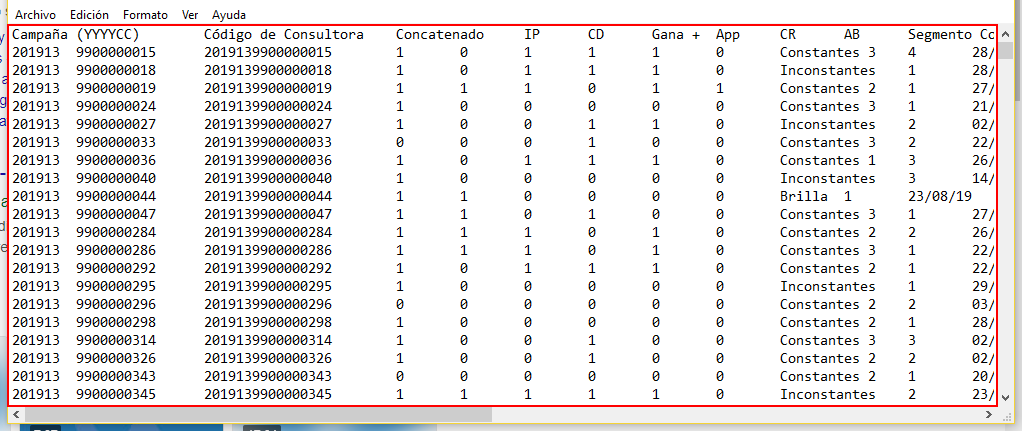 Archivo Edición Formato Ver Ayuda
Campaña (YYYYCC) Código de Consultora Concatenado IP CD Gana + App CR AB Segmento Co
201913 9900000015 2019139900000015 1 0 1 1 1 0 Constantes 3 4 28/
201913 9900000018 2019139900000018 1 0 1 1 1 0 Inconstantes 1 28/
201913 9900000019 2019139900000019 1 1 1 0 1 1 Constantes 2 1 27/
201913 9900000024 2019139900000024 1 0 0 0 0 0 Constantes 3 1 21/
201913 9900000027 2019139900000027 1 0 0 1 1 0 Inconstantes 2 02/
201913 9900000033 2019139900000033 0 0 0 1 0 0 Constantes 3 2 22/
201913 9900000036 2019139900000036 1 0 1 1 1 0 Constantes 1 3 26/
201913 9900000040 2019139900000040 1 0 0 0 0 0 Inconstantes 3 14/
201913 9900000044 2019139900000044 1 1 0 0 0 0 Brilla 1 23/08/19
201913 9900000047 2019139900000047 1 1 0 1 0 0 Constantes 3 1 27/
201913 9900000284 2019139900000284 1 1 1 0 1 0 Constantes 2 2 26/
201913 9900000286 2019139900000286 1 1 1 0 1 0 Constantes 3 1 22/
201913 9900000292 2019139900000292 1 0 1 1 1 0 Constantes 2 1 22/
201913 9900000295 2019139900000295 1 0 0 0 0 0 Inconstantes 1 29/
201913 9900000296 2019139900000296 0 0 0 0 0 0 Constantes 2 2 03/
201913 9900000298 2019139900000298 1 0 0 0 0 0 Constantes 2 1 28/
201913 9900000314 2019139900000314 1 0 0 1 0 0 Constantes 3 3 02/
201913 9900000326 2019139900000326 1 0 0 1 0 0 Constantes 2 2 02/
201913 9900000343 2019139900000343 0 0 0 0 0 0 Constantes 2 1 20/
201913 9900000345 2019139900000345 1 1 1 1 1 0 Inconstantes 2 23/